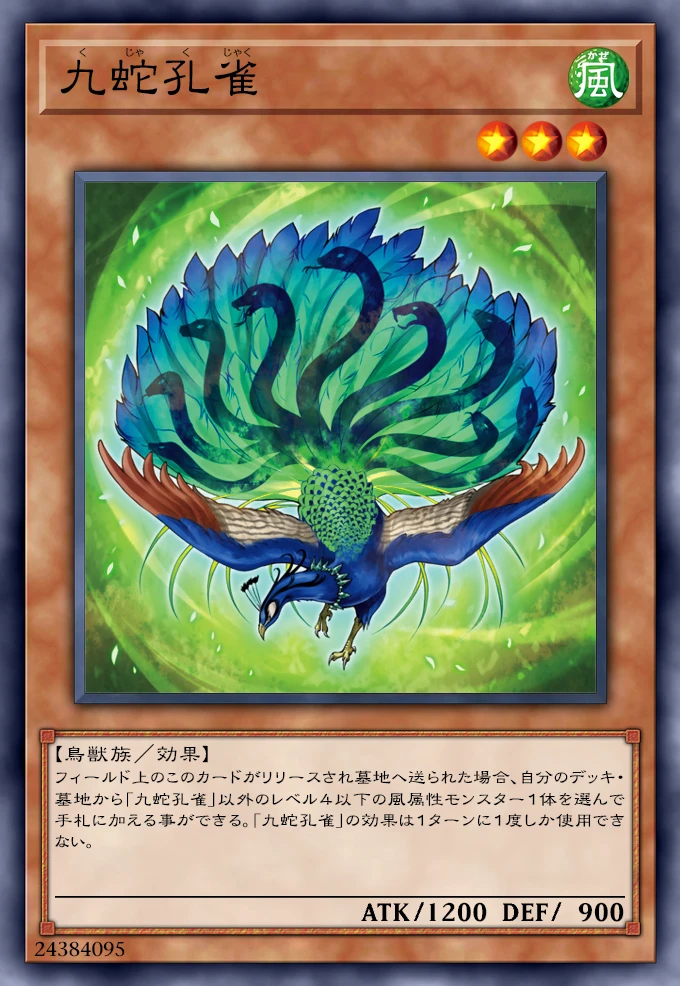 くじゃくじゃく
九蛇孔雀
かぜ
風
【鳥獣族／効果】
フィールド上のこのカードがリリースされ墓地へ送られた場合、自分のデッキ・
墓地から「九蛇孔雀」以外のレベル４以下の風属性モンスター１体を選んで
手札に加える事ができる。「九蛇孔雀」の効果は１ターンに１度しか使用でき
ない。
ATK/1200 DEF/ 900
24384095